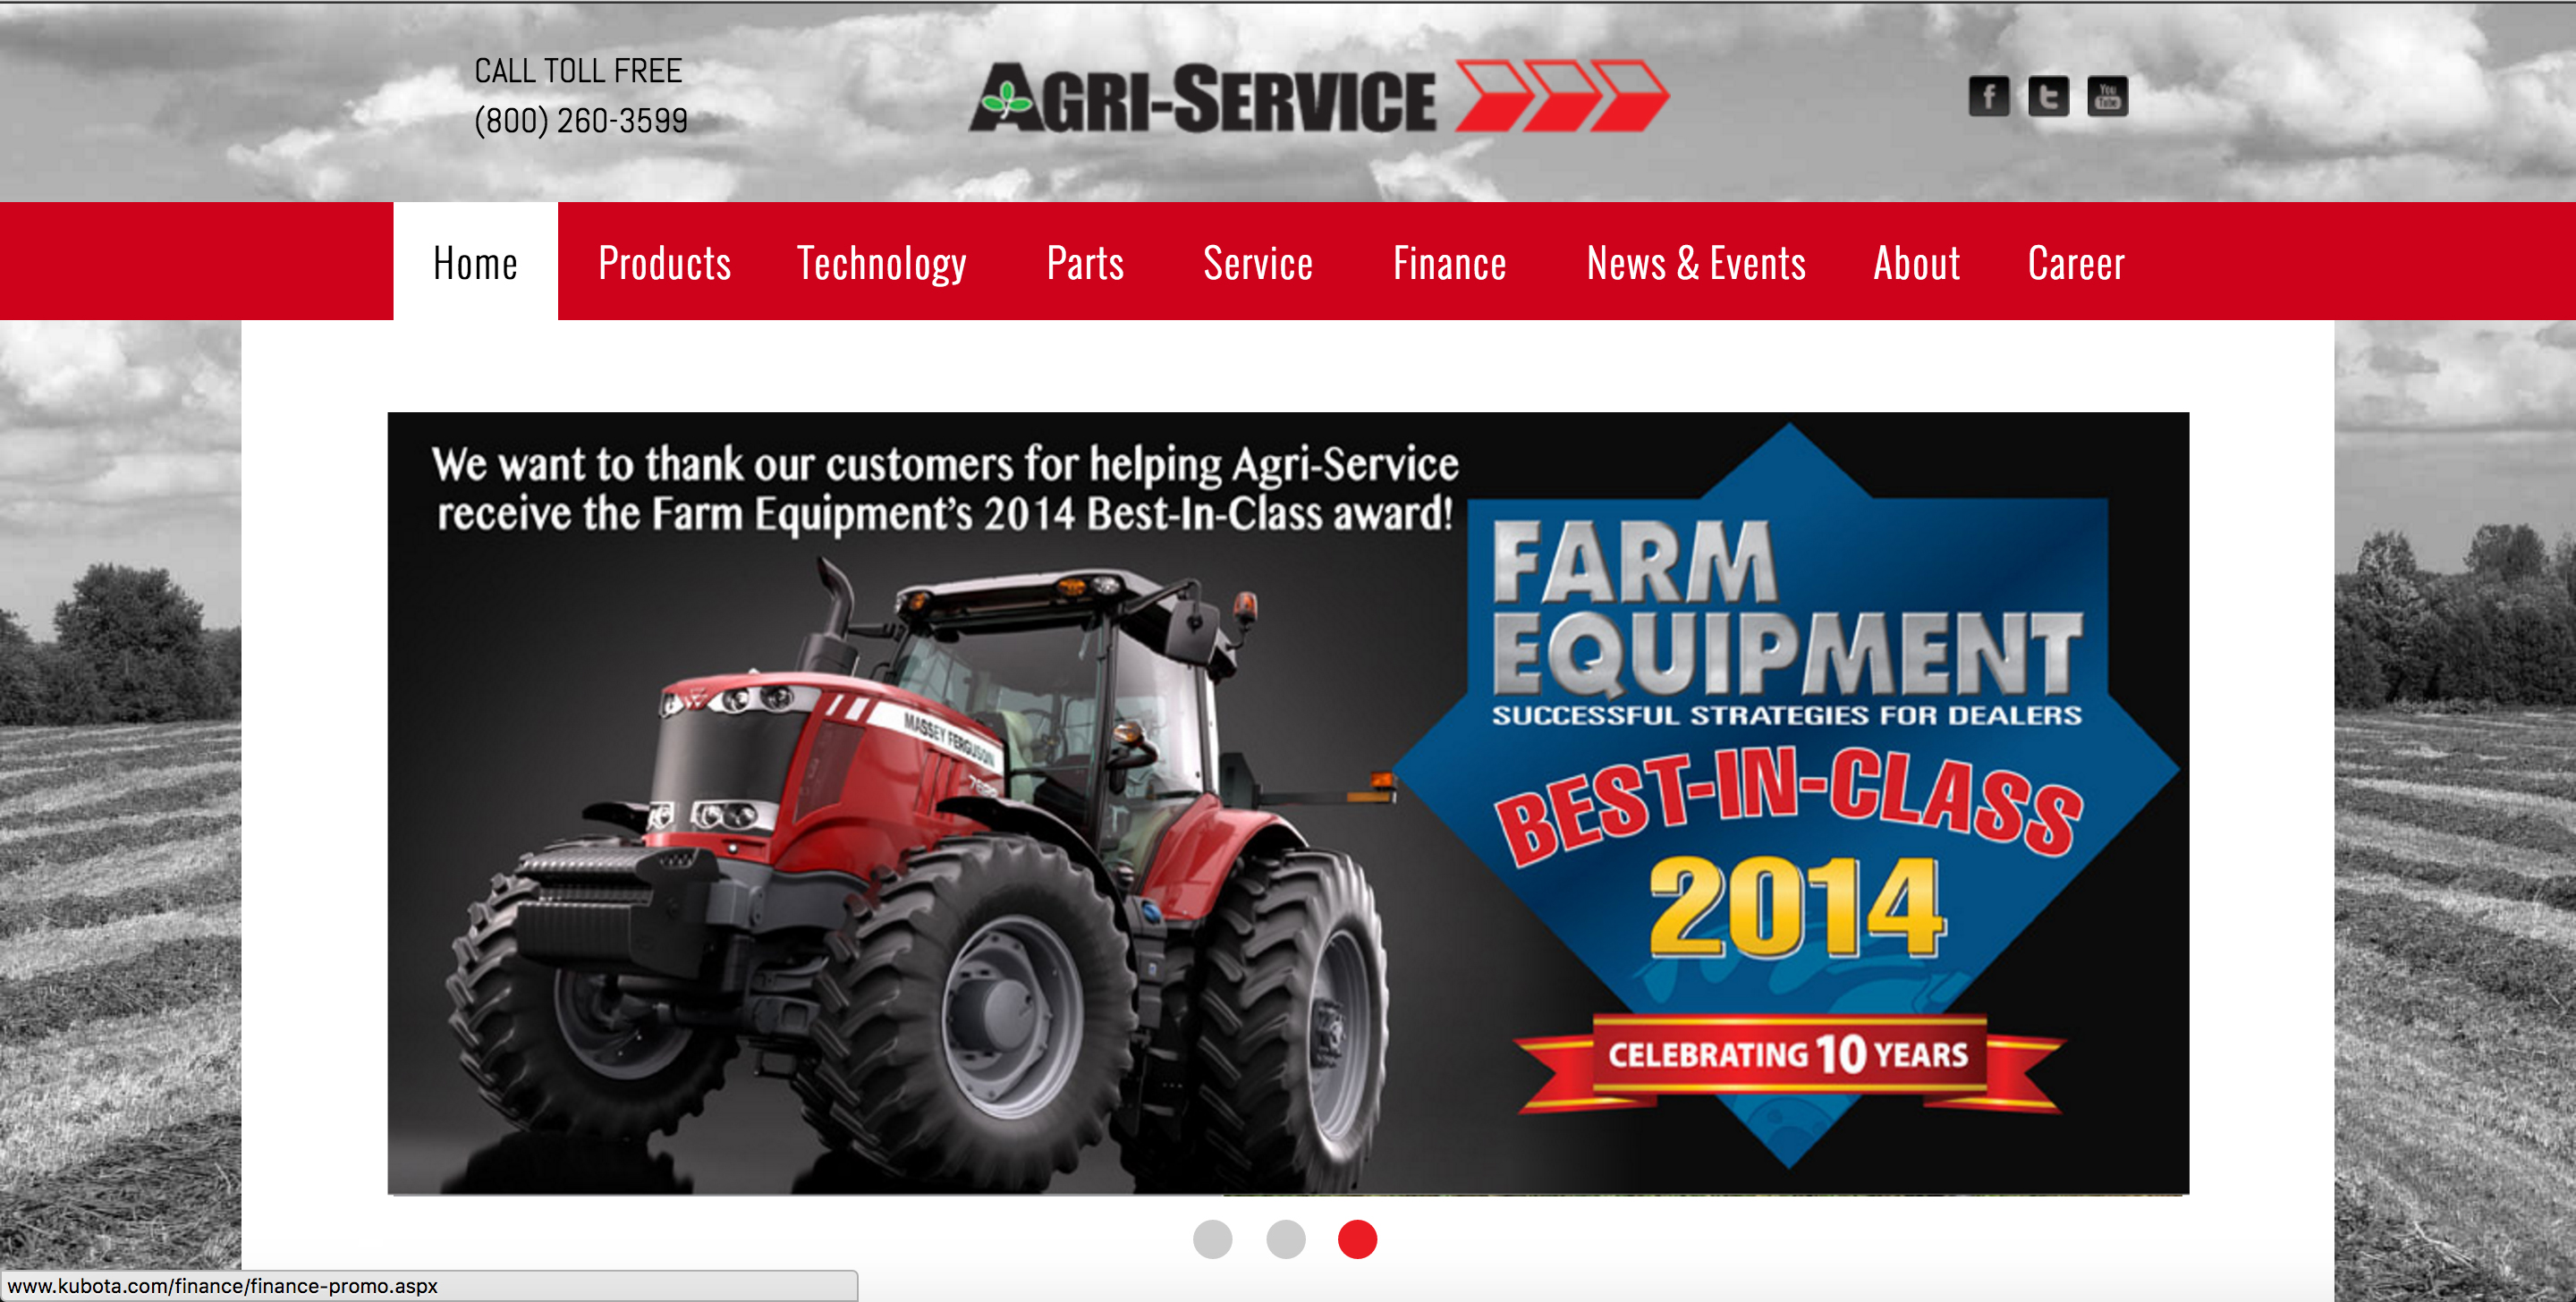 CALL TOLL FREE
(800) 260-3599
AGRI-SERVICE
f
t
You
Tube
Home
Products
Technology
Parts
Service
Finance
News & Events
About
Career
We want to thank our customers for helping Agri-Service
receive the Farm Equipment's 2014 Best-In-Class award!
MASSEY FERGUSON
FARM
EQUIPMENT
SUCCESSFUL STRATEGIES FOR DEALERS
BEST-IN-CLASS
2014
CELEBRATING 10 YEARS
www.kubota.com/finance/finance-promo.aspx